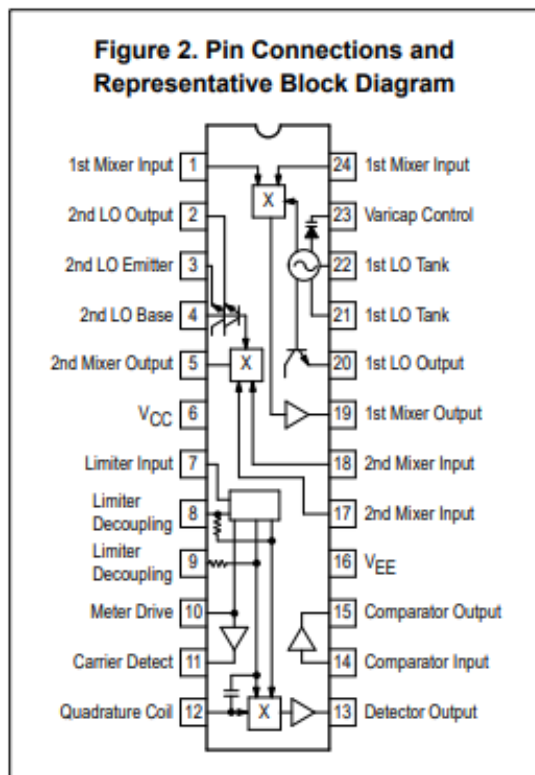 Figure 2. Pin Connections and
Representative Block Diagram
1st Mixer Input 1
24 1st Mixer Input
2nd LO Output 2
23 Varicap Control
2nd LO Emitter 3
22 1st LO Tank
2nd LO Base 4
21 1st LO Tank
2nd Mixer Output 5
20 1st LO Output
VCC 6
19 1st Mixer Output
Limiter Input 7
18 2nd Mixer Input
Limiter
Decoupling 8
17 2nd Mixer Input
Limiter
Decoupling 9
16 VEE
Meter Drive 10
15 Comparator Output
Carrier Detect 11
14 Comparator Input
Quadrature Coil 12
13 Detector Output
X
X
X